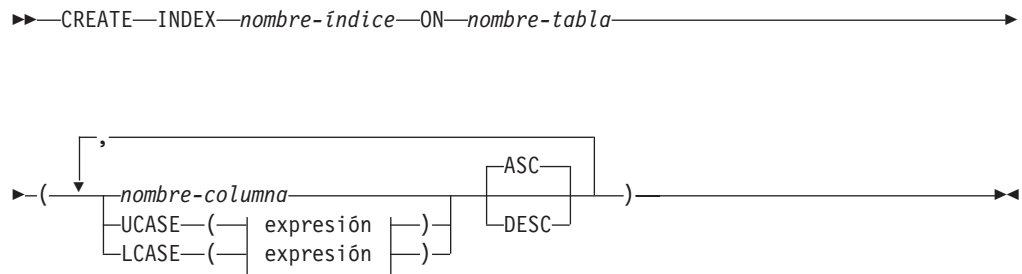 CREATE INDEX nombre-índice ON nombre-tabla
,
ASC
( nombre-columna )
UCASE ( expresión ) DESC
LCASE ( expresión )